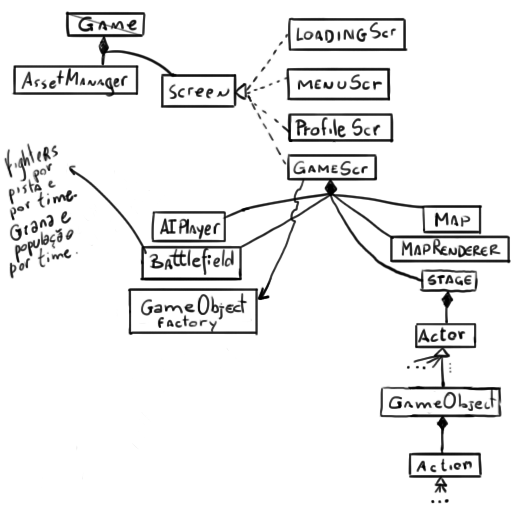 Game
AssetManager
Screen
LOADINGScr
MENUScr
ProfileScr
GAMEScr
Fighters
por
pista e
por time.
Grana e
população
por time.
AIPlayer
Battlefield
GameObject
Factory
MAP
MAPRENDERER
STAGE
Actor
...
...
GameObject
Action
...